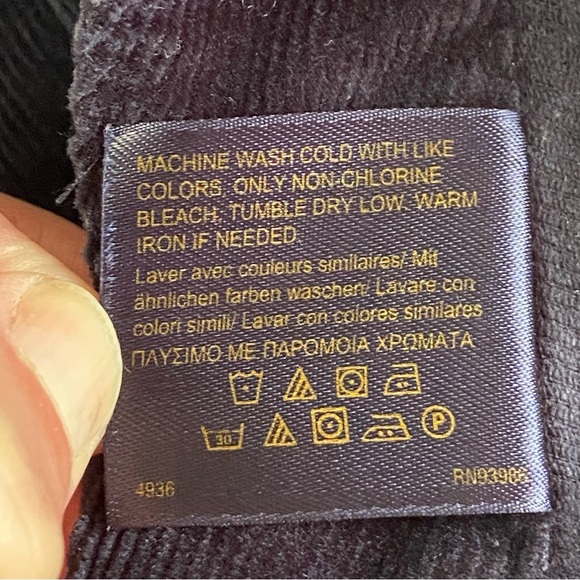 MACHINE WASH COLD WITH LIKE
COLORS. ONLY NON-CHLORINE
BLEACH. TUMBLE DRY LOW. WARM
IRON IF NEEDED.
Laver avec couleurs similaires/ Mit
ähnlichen farben waschen/ Lavare con
colori simili/ Lavar con colores similares
ΠΛΥΣΙΜΟ ΜΕ ΠΑΡΟΜΟΙΑ ΧΡΩΜΑΤΑ
30 P
4936 RN93986